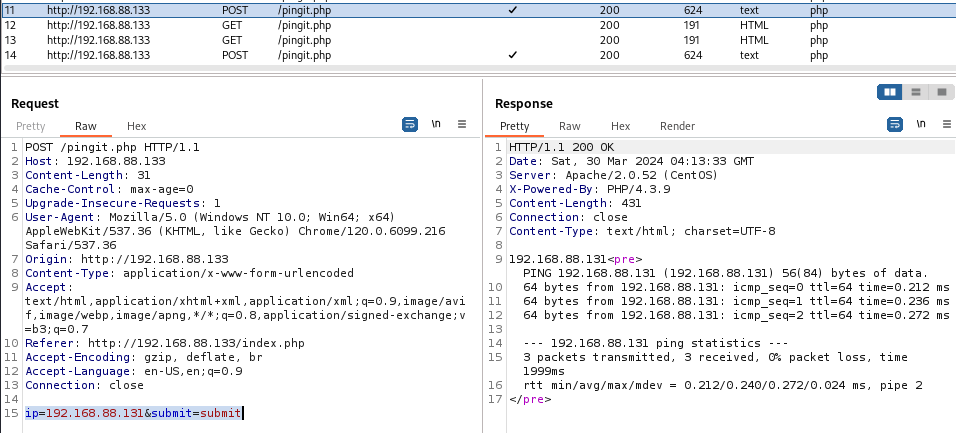 11 http://192.168.88.133 POST /pingit.php ✓ 200 624 text php
12 http://192.168.88.133 GET /pingit.php 200 191 HTML php
13 http://192.168.88.133 GET /pingit.php 200 191 HTML php
14 http://192.168.88.133 POST /pingit.php ✓ 200 624 text php
Request
Pretty Raw Hex \n
1 POST /pingit.php HTTP/1.1
2 Host: 192.168.88.133
3 Content-Length: 31
4 Cache-Control: max-age=0
5 Upgrade-Insecure-Requests: 1
6 User-Agent: Mozilla/5.0 (Windows NT 10.0; Win64; x64)
AppleWebKit/537.36 (KHTML, like Gecko) Chrome/120.0.6099.216
Safari/537.36
7 Origin: http://192.168.88.133
8 Content-Type: application/x-www-form-urlencoded
9 Accept:
text/html,application/xhtml+xml,application/xml;q=0.9,image/avi
f,image/webp,image/apng,*/*;q=0.8,application/signed-exchange;v
=b3;q=0.7
10 Referer: http://192.168.88.133/index.php
11 Accept-Encoding: gzip, deflate, br
12 Accept-Language: en-US,en;q=0.9
13 Connection: close
14
15 ip=192.168.88.131&submit=submit
Response
Pretty Raw Hex Render \n
1 HTTP/1.1 200 OK
2 Date: Sat, 30 Mar 2024 04:13:33 GMT
3 Server: Apache/2.0.52 (CentOS)
4 X-Powered-By: PHP/4.3.9
5 Content-Length: 431
6 Connection: close
7 Content-Type: text/html; charset=UTF-8
8
9 192.168.88.131<pre>
PING 192.168.88.131 (192.168.88.131) 56(84) bytes of data.
10 64 bytes from 192.168.88.131: icmp_seq=0 ttl=64 time=0.212 ms
11 64 bytes from 192.168.88.131: icmp_seq=1 ttl=64 time=0.236 ms
12 64 bytes from 192.168.88.131: icmp_seq=2 ttl=64 time=0.272 ms
13
14 --- 192.168.88.131 ping statistics ---
15 3 packets transmitted, 3 received, 0% packet loss, time
1999ms
16 rtt min/avg/max/mdev = 0.212/0.240/0.272/0.024 ms, pipe 2
17 </pre>